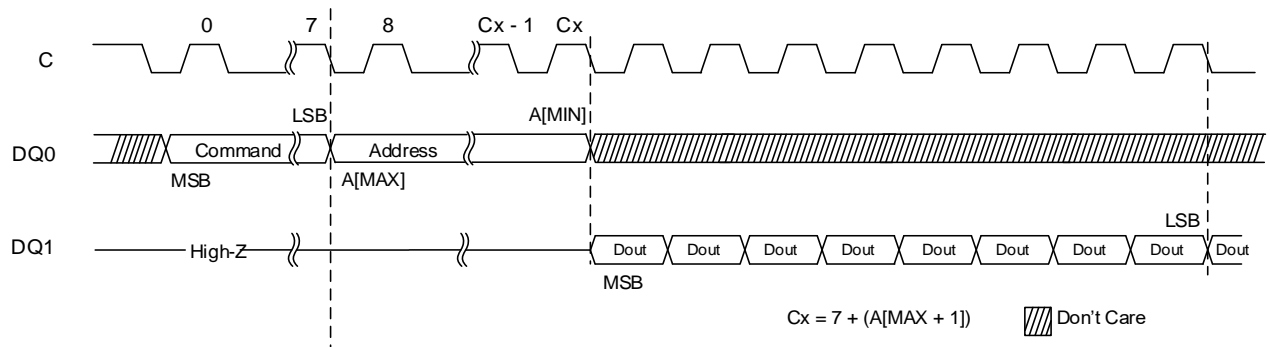 0 7 8 Cx - 1 Cx
C
LSB A[MIN]
DQ0 Command Address
MSB A[MAX]
LSB
DQ1 High-Z Dout Dout Dout Dout Dout Dout Dout Dout Dout
MSB
Cx = 7 + (A[MAX + 1]) Don't Care